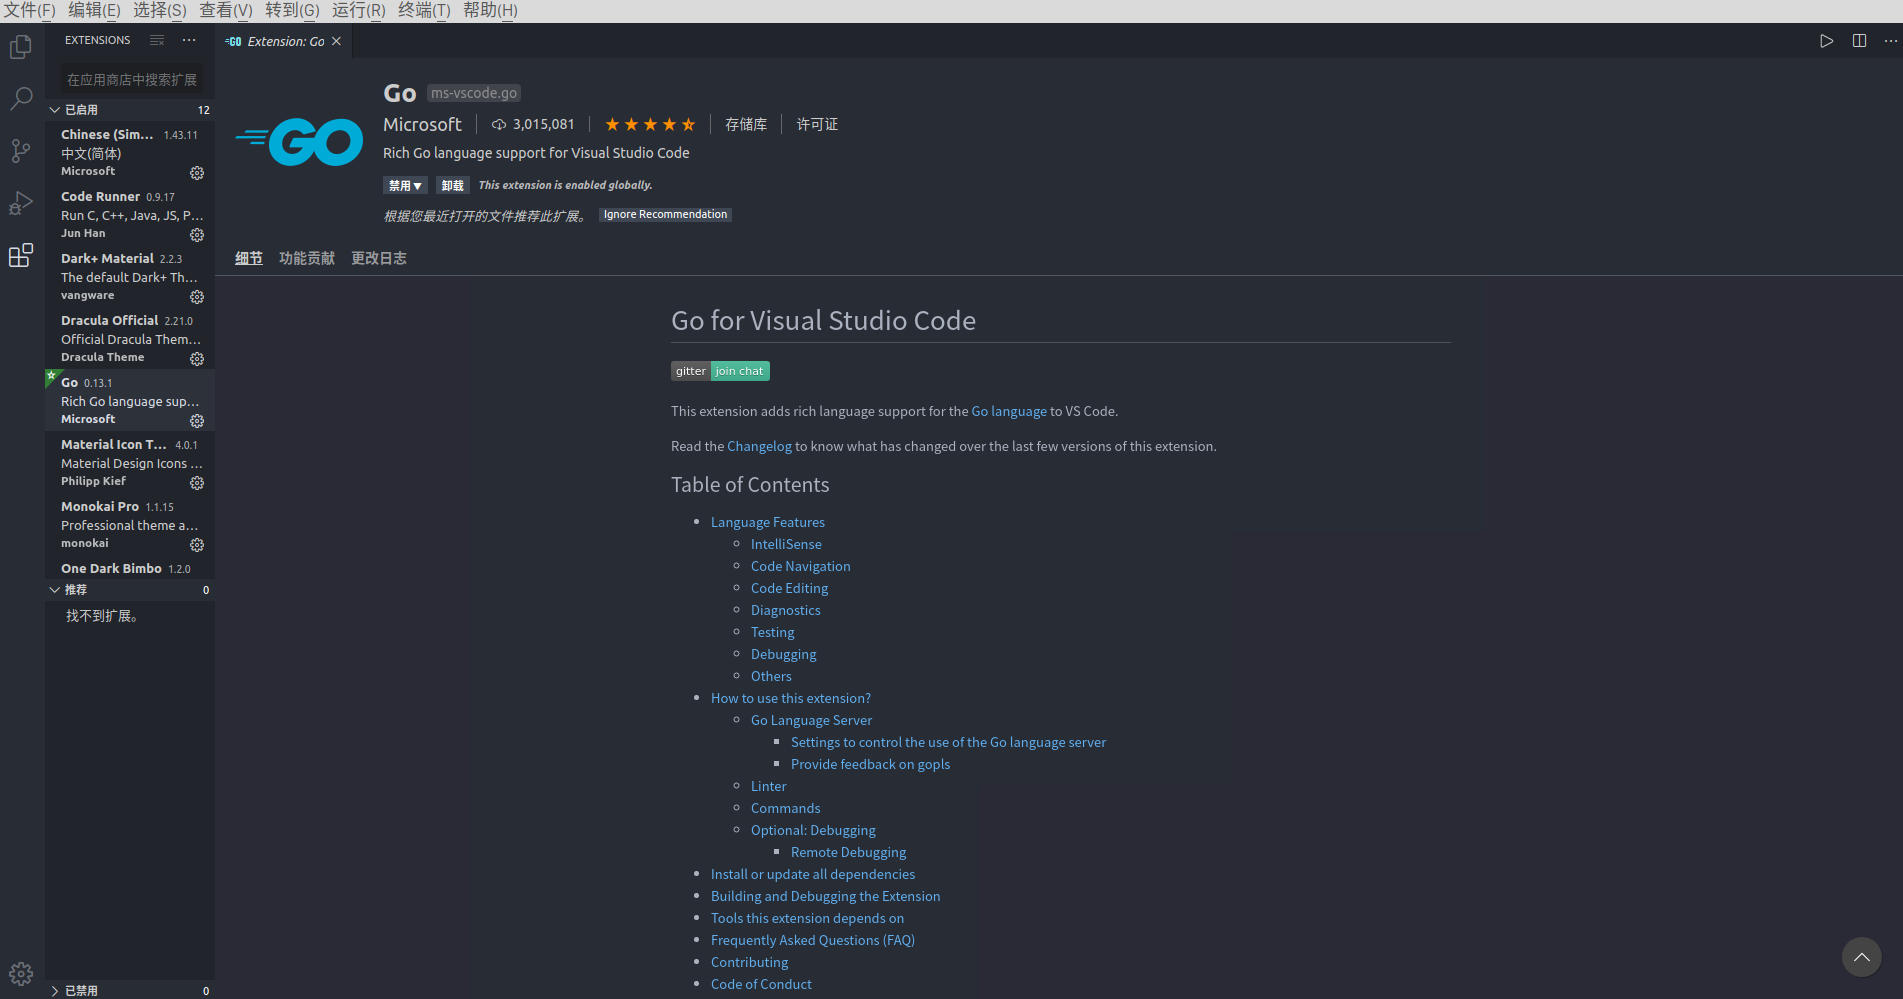 文件(F) 编辑(E) 选择(S) 查看(V) 转到(G) 运行(R) 终端(T) 帮助(H)
EXTENSIONS
在应用商店中搜索扩展
已启用 12
Chinese (Sim... 1.43.11
中文(简体)
Microsoft
Code Runner 0.9.17
Run C, C++, Java, JS, P...
Jun Han
Dark+ Material 2.2.3
The default Dark+ Th...
vangware
Dracula Official 2.21.0
Official Dracula Them...
Dracula Theme
Go 0.13.1
Rich Go language sup...
Microsoft
Material Icon T... 4.0.1
Material Design Icons ...
Philipp Kief
Monokai Pro 1.1.15
Professional theme a...
monokai
One Dark Bimbo 1.2.0
推荐 0
找不到扩展。
已禁用 0
GO Extension: Go
GO
Go ms-vscode.go
Microsoft 3,015,081 存储库 许可证
Rich Go language support for Visual Studio Code
禁用▼ 卸载 This extension is enabled globally.
根据您最近打开的文件推荐此扩展。 Ignore Recommendation
细节 功能贡献 更改日志
Go for Visual Studio Code
gitter join chat
This extension adds rich language support for the Go language to VS Code.
Read the Changelog to know what has changed over the last few versions of this extension.
Table of Contents
Language Features
IntelliSense
Code Navigation
Code Editing
Diagnostics
Testing
Debugging
Others
How to use this extension?
Go Language Server
Settings to control the use of the Go language server
Provide feedback on gopls
Linter
Commands
Optional: Debugging
Remote Debugging
Install or update all dependencies
Building and Debugging the Extension
Tools this extension depends on
Frequently Asked Questions (FAQ)
Contributing
Code of Conduct